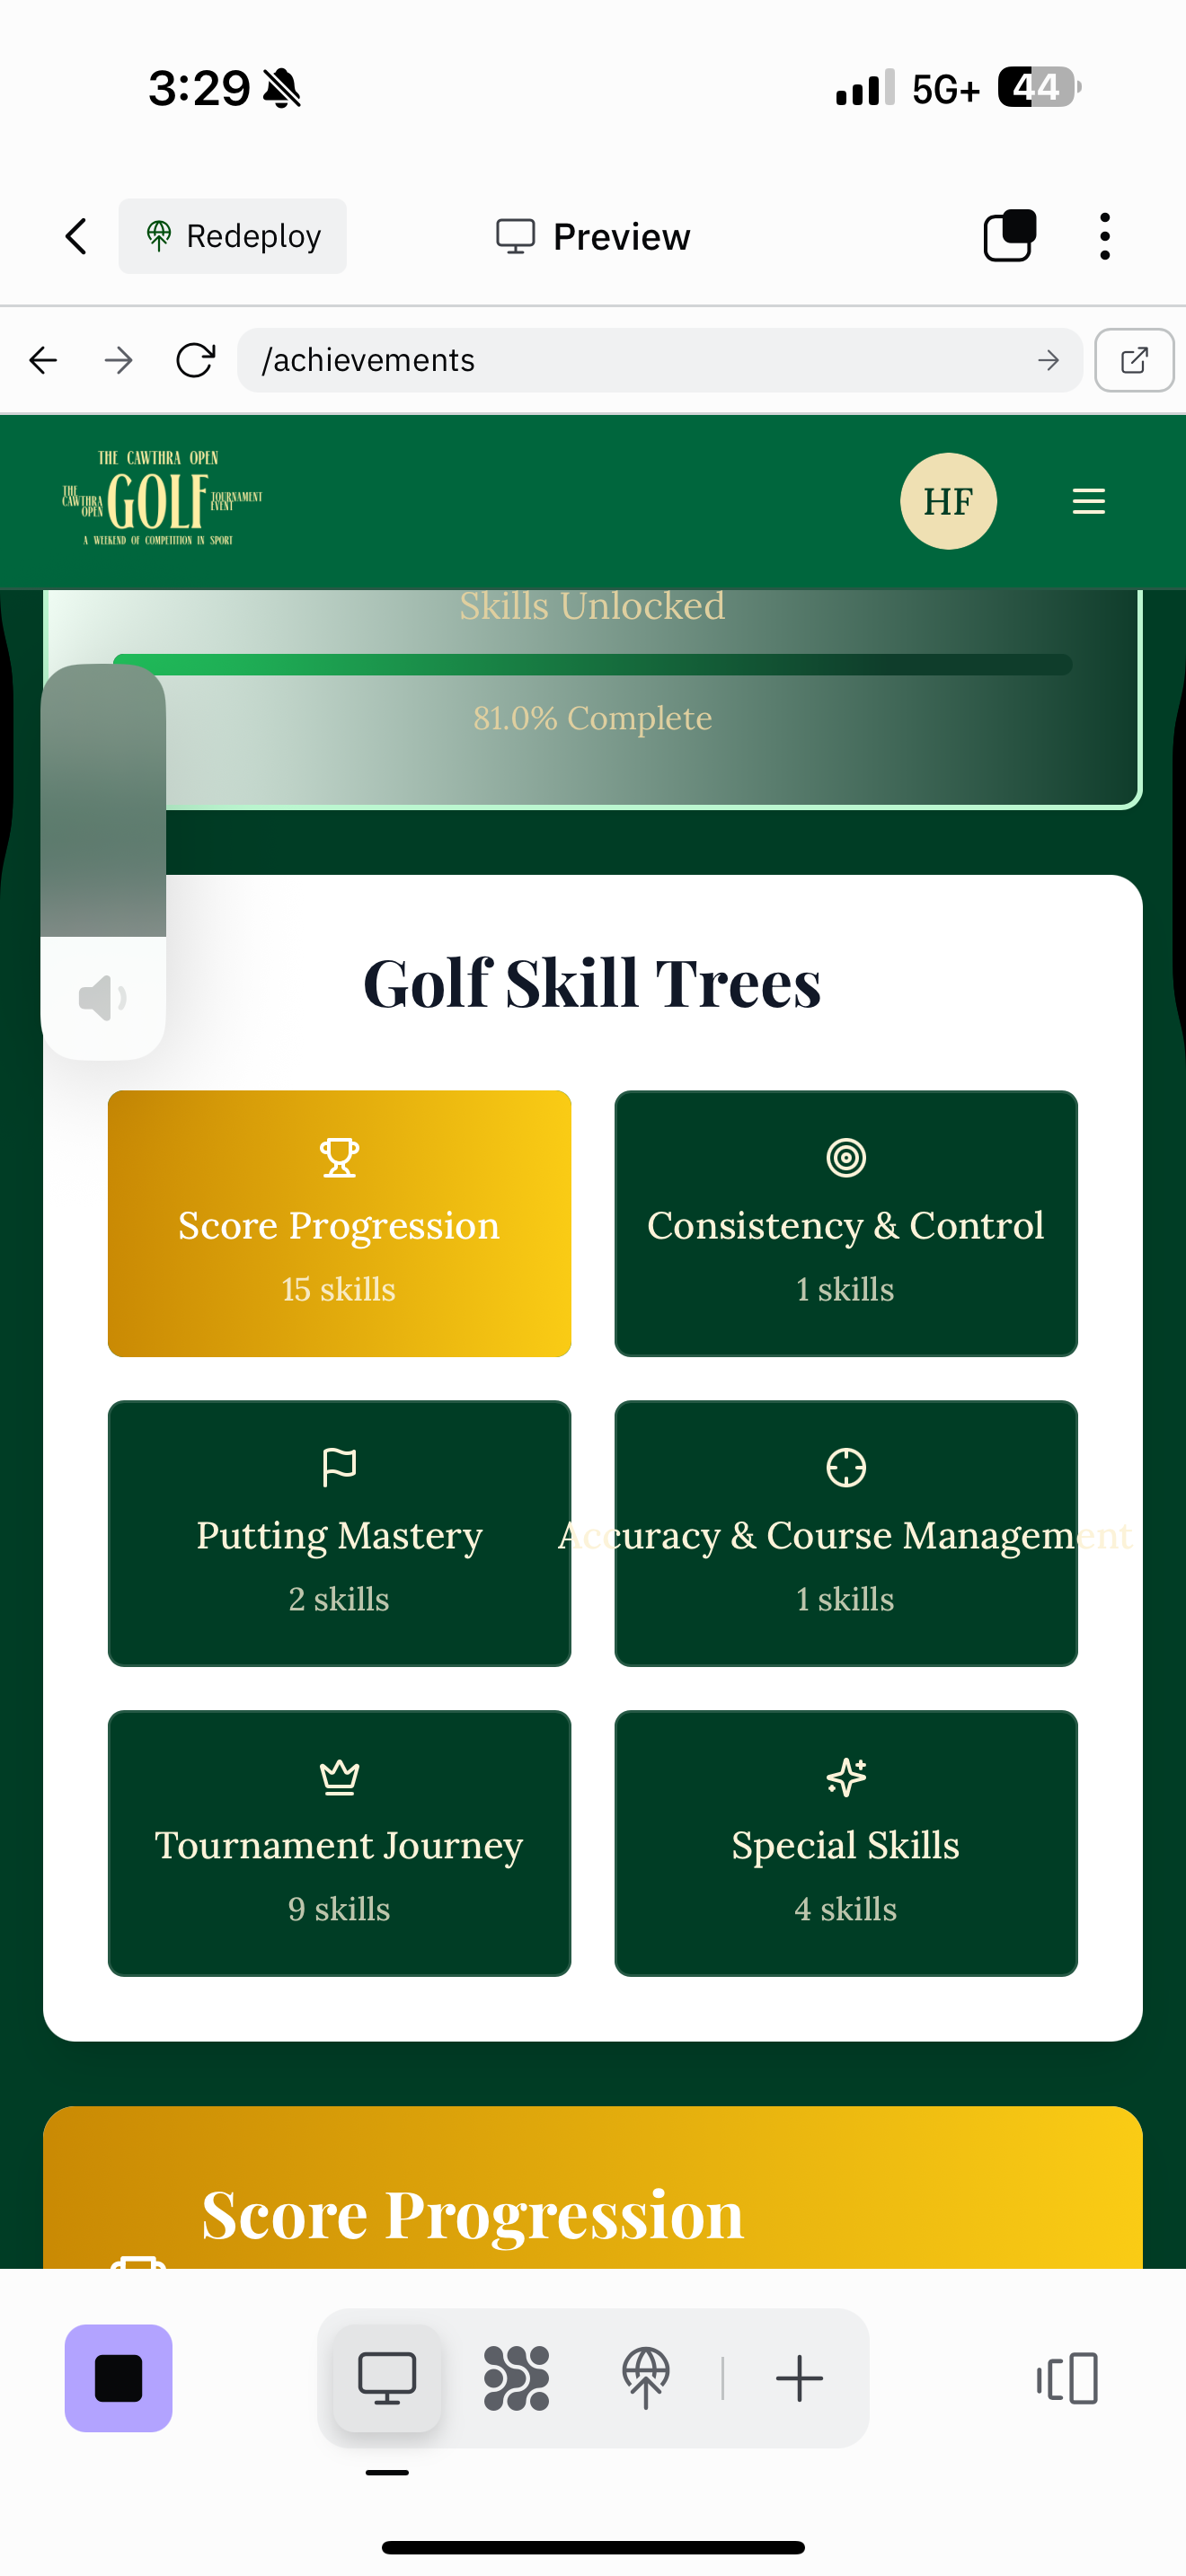 3:29
5G+
44
Redeploy
Preview
/achievements
THE CAWTHRA OPEN
THE CAWTHRA OPEN
GOLF
TOURNAMENT EVENT
A WEEKEND OF COMPETITION IN SPORT
HF
Skills Unlocked
81.0% Complete
Golf Skill Trees
Score Progression
15 skills
Consistency & Control
1 skills
Putting Mastery
2 skills
Accuracy & Course Management
1 skills
Tournament Journey
9 skills
Special Skills
4 skills
Score Progression